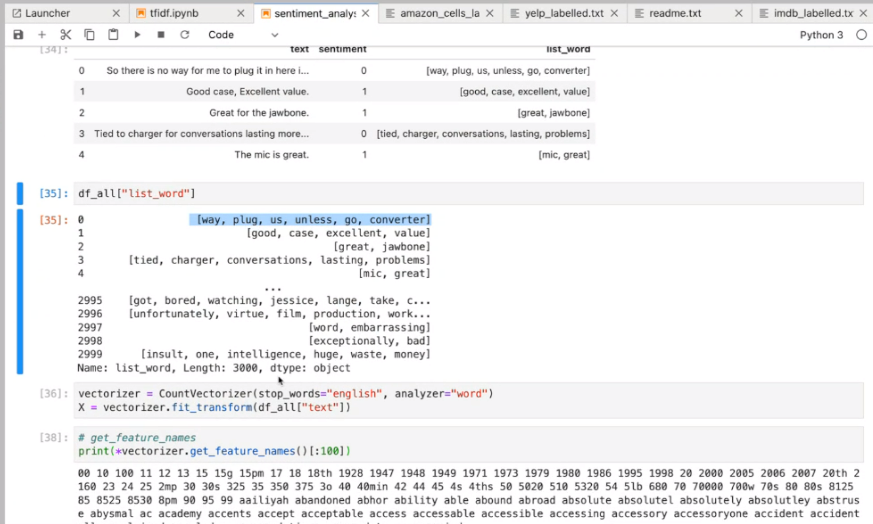 Launcher
tfidf.ipynb
sentiment_analys
amazon_cells_la
yelp_labelled.txt
readme.txt
imdb_labelled.tx
Code
Python 3
[34]:
text sentiment list_word
0 So there is no way for me to plug it in here i... 0 [way, plug, us, unless, go, converter]
1 Good case, Excellent value. 1 [good, case, excellent, value]
2 Great for the jawbone. 1 [great, jawbone]
3 Tied to charger for conversations lasting more... 0 [tied, charger, conversations, lasting, problems]
4 The mic is great. 1 [mic, great]
[35]: df_all["list_word"]
[35]: 0 [way, plug, us, unless, go, converter]
1 [good, case, excellent, value]
2 [great, jawbone]
3 [tied, charger, conversations, lasting, problems]
4 [mic, great]
...
2995 [got, bored, watching, jessice, lange, take, c...
2996 [unfortunately, virtue, film, production, work...
2997 [word, embarrassing]
2998 [exceptionally, bad]
2999 [insult, one, intelligence, huge, waste, money]
Name: list_word, Length: 3000, dtype: object
[36]: vectorizer = CountVectorizer(stop_words="english", analyzer="word")
X = vectorizer.fit_transform(df_all["text"])
[38]: # get_feature_names
print(*vectorizer.get_feature_names()[:100])
00 10 100 11 12 13 15 15g 15pm 17 18 18th 1928 1947 1948 1949 1971 1973 1979 1980 1986 1995 1998 20 2000 2005 2006 2007 20th 2
160 23 24 25 2mp 30 30s 325 35 350 375 3o 40 40min 42 44 45 4s 4ths 50 5020 510 5320 54 5lb 680 70 70000 700w 70s 80 80s 8125
85 8525 8530 8pm 90 95 99 aailiyah abandoned abhor ability able abound abroad absolute absolutel absolutely absolutley abstrus
e abysmal ac academy accents accept acceptable access accessable accessible accessing accessory accessoryone accident accident